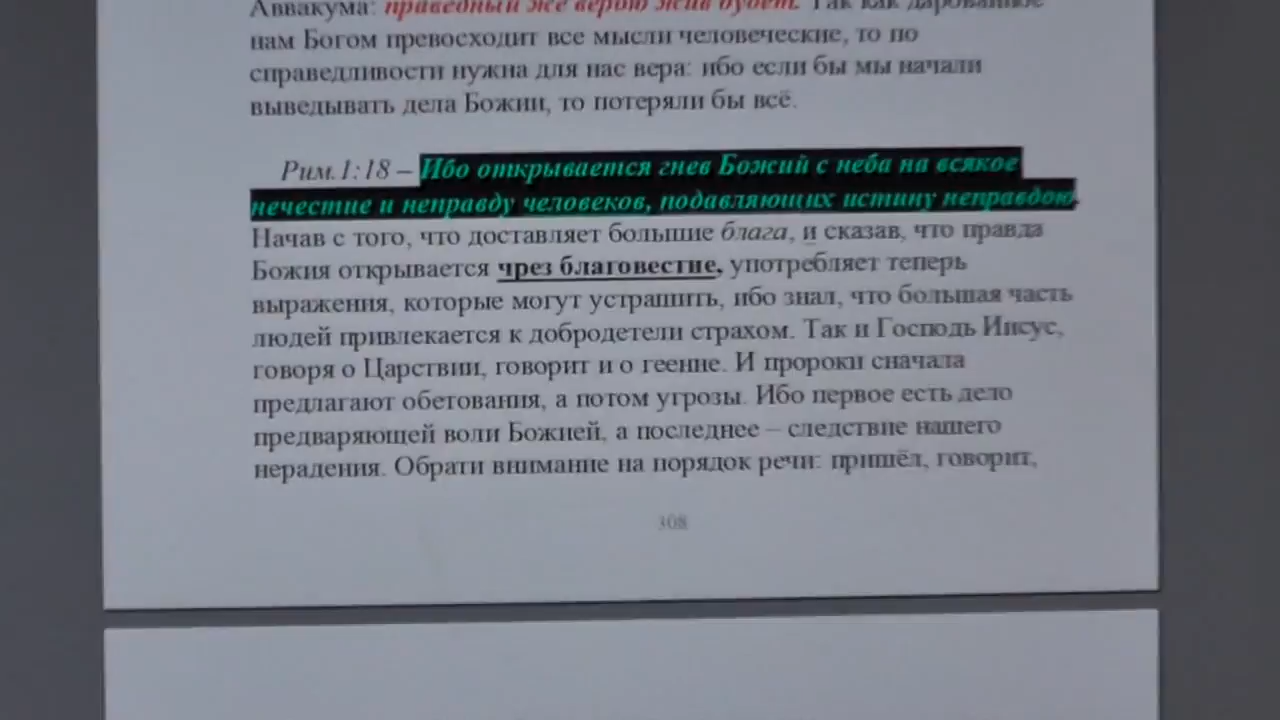 Аввакума: праведный же верою жив будет. Так как дарованное
нам Богом превосходит все мысли человеческие, то по
справедливости нужна для нас вера: ибо если бы мы начали
выведывать дела Божии, то потеряли бы всё.
Рим.1:18 – Ибо открывается гнев Божий с неба на всякое
нечестие и неправду человеков, подавляющих истину неправдою.
Начав с того, что доставляет большие блага, и сказав, что правда
Божия открывается чрез благовестие, употребляет теперь
выражения, которые могут устрашить, ибо знал, что большая часть
людей привлекается к добродетели страхом. Так и Господь Иисус,
говоря о Царствии, говорит и о геенне. И пророки сначала
предлагают обетования, а потом угрозы. Ибо первое есть дело
предваряющей воли Божией, а последнее – следствие нашего
нерадения. Обрати внимание на порядок речи: пришёл, говорит,
308